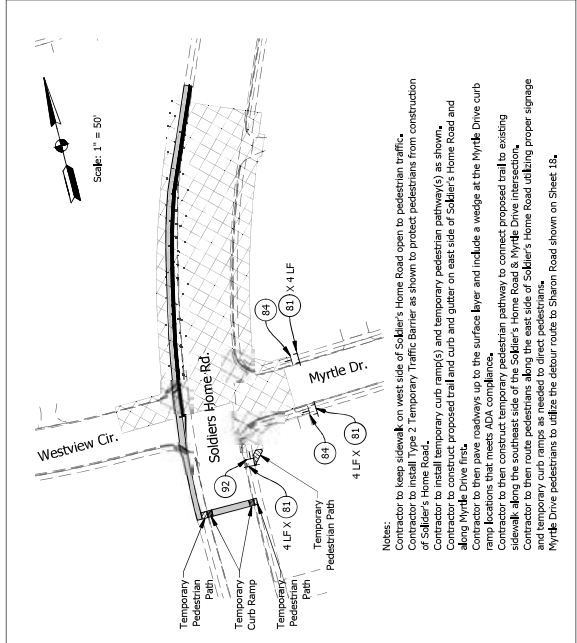 Scale: 1" = 50'
Westview Cir.
Soldiers Home Rd.
Myrtle Dr.
84
81 X 4 LF
84
4 LF X 81
92
4 LF X 81
Temporary
Pedestrian
Path
Temporary
Curb Ramp
Temporary
Pedestrian
Path
Temporary
Pedestrian Path
Notes:
Contractor to keep sidewalk on west side of Soldier's Home Road open to pedestrian traffic.
Contractor to install Type 2 Temporary Traffic Barrier as shown to protect pedestrians from construction
of Solider's Home Road.
Contractor to install temporary curb ramp(s) and temporary pedestrian pathway(s) as shown.
Contractor to construct proposed trail and curb and gutter on east side of Soldier's Home Road and
along Myrtle Drive first.
Contractor to then pave roadways up to the surface layer and include a wedge at the Myrtle Drive curb
ramp locations that meets ADA compliance.
Contractor to then construct temporary pedestrian pathway to connect proposed trail to existing
sidewalk along the southeast side of the Soldier's Home Road & Myrtle Drive intersection.
Contractor to then route pedestrians along the east side of Soldier's Home Road utilizing proper signage
and temporary curb ramps as needed to direct pedestrians.
Myrtle Drive pedestrians to utilize the detour route to Sharon Road shown on Sheet 18.